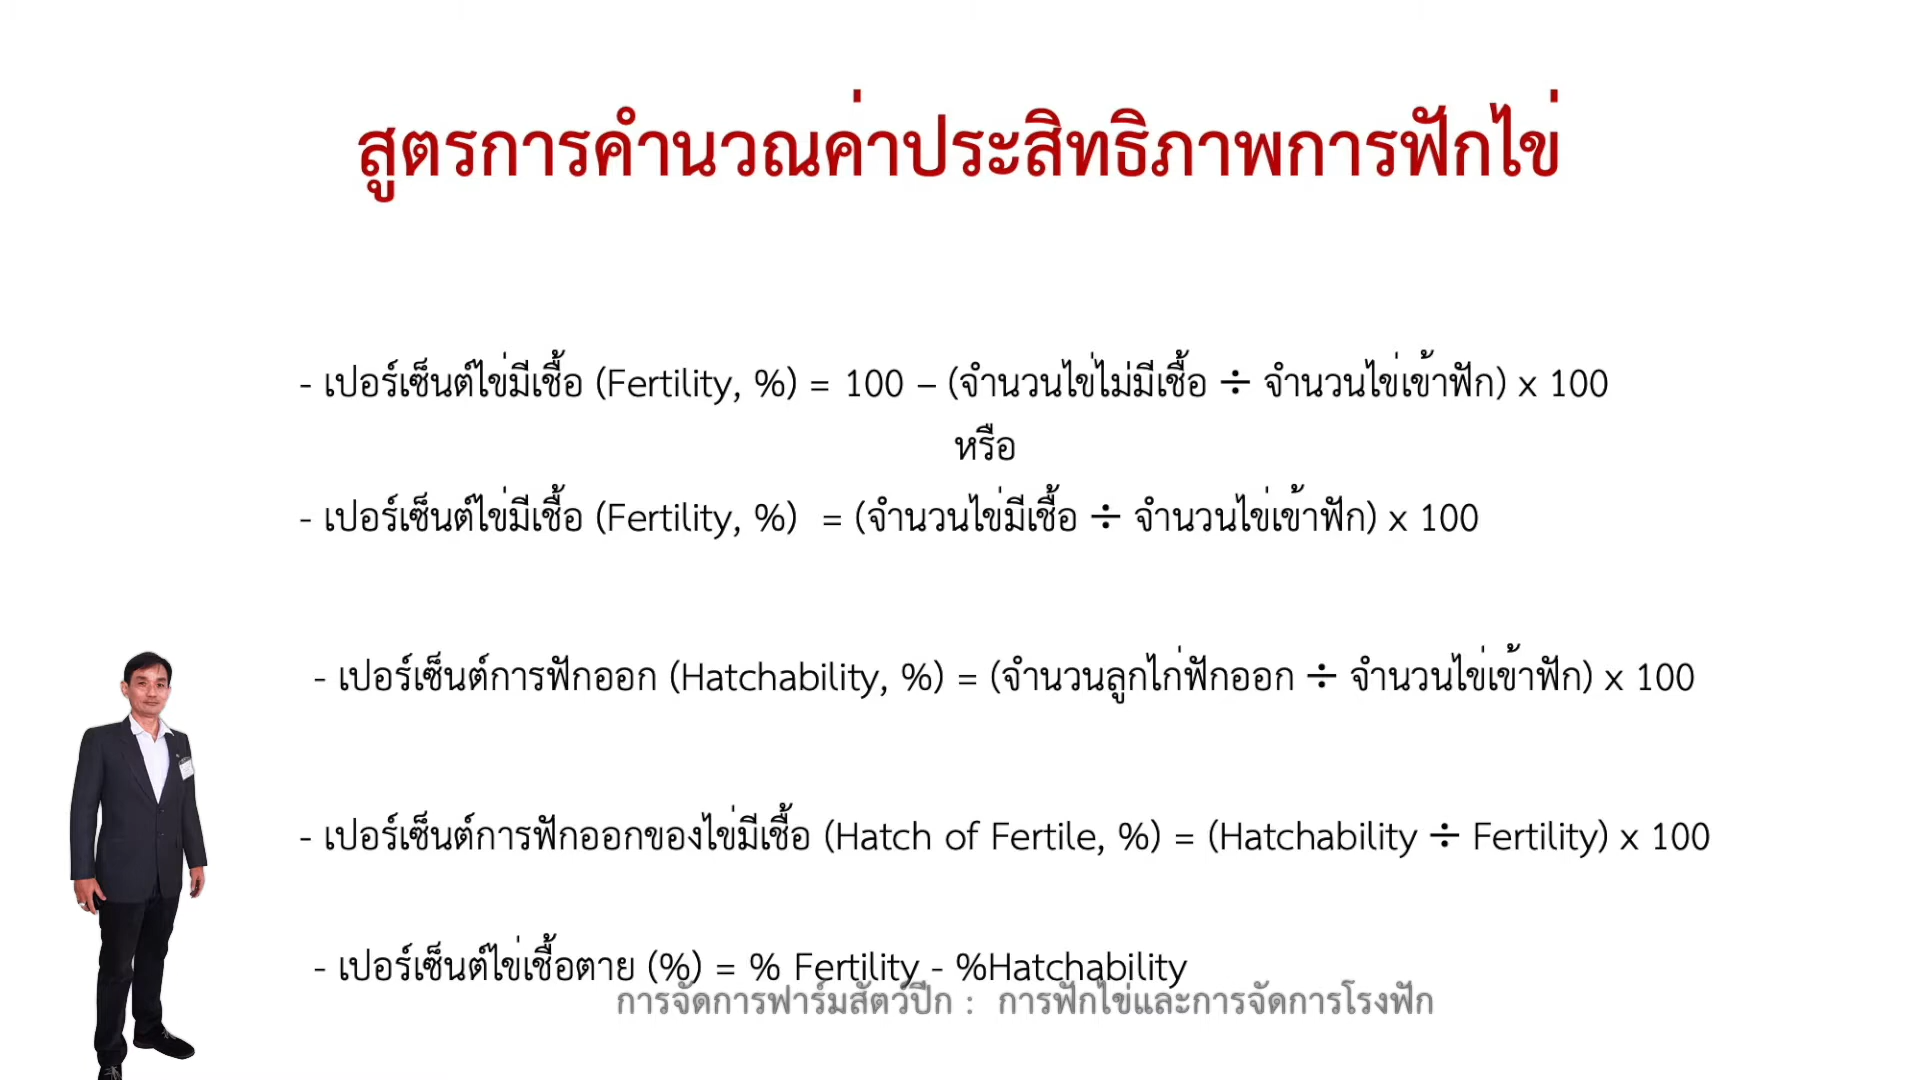 สูตรการคำนวณค่าประสิทธิภาพการฟักไข่
- เปอร์เซ็นต์ไข่มีเชื้อ (Fertility, %) = 100 – (จำนวนไข่ไม่มีเชื้อ ÷ จำนวนไข่เข้าฟัก) x 100
หรือ
- เปอร์เซ็นต์ไข่มีเชื้อ (Fertility, %) = (จำนวนไข่มีเชื้อ ÷ จำนวนไข่เข้าฟัก) x 100
- เปอร์เซ็นต์การฟักออก (Hatchability, %) = (จำนวนลูกไก่ฟักออก ÷ จำนวนไข่เข้าฟัก) x 100
- เปอร์เซ็นต์การฟักออกของไข่มีเชื้อ (Hatch of Fertile, %) = (Hatchability ÷ Fertility) x 100
- เปอร์เซ็นต์ไข่เชื้อตาย (%) = % Fertility - %Hatchability
การจัดการฟาร์มสัตว์ปีก : การฟักไข่และการจัดการโรงฟัก